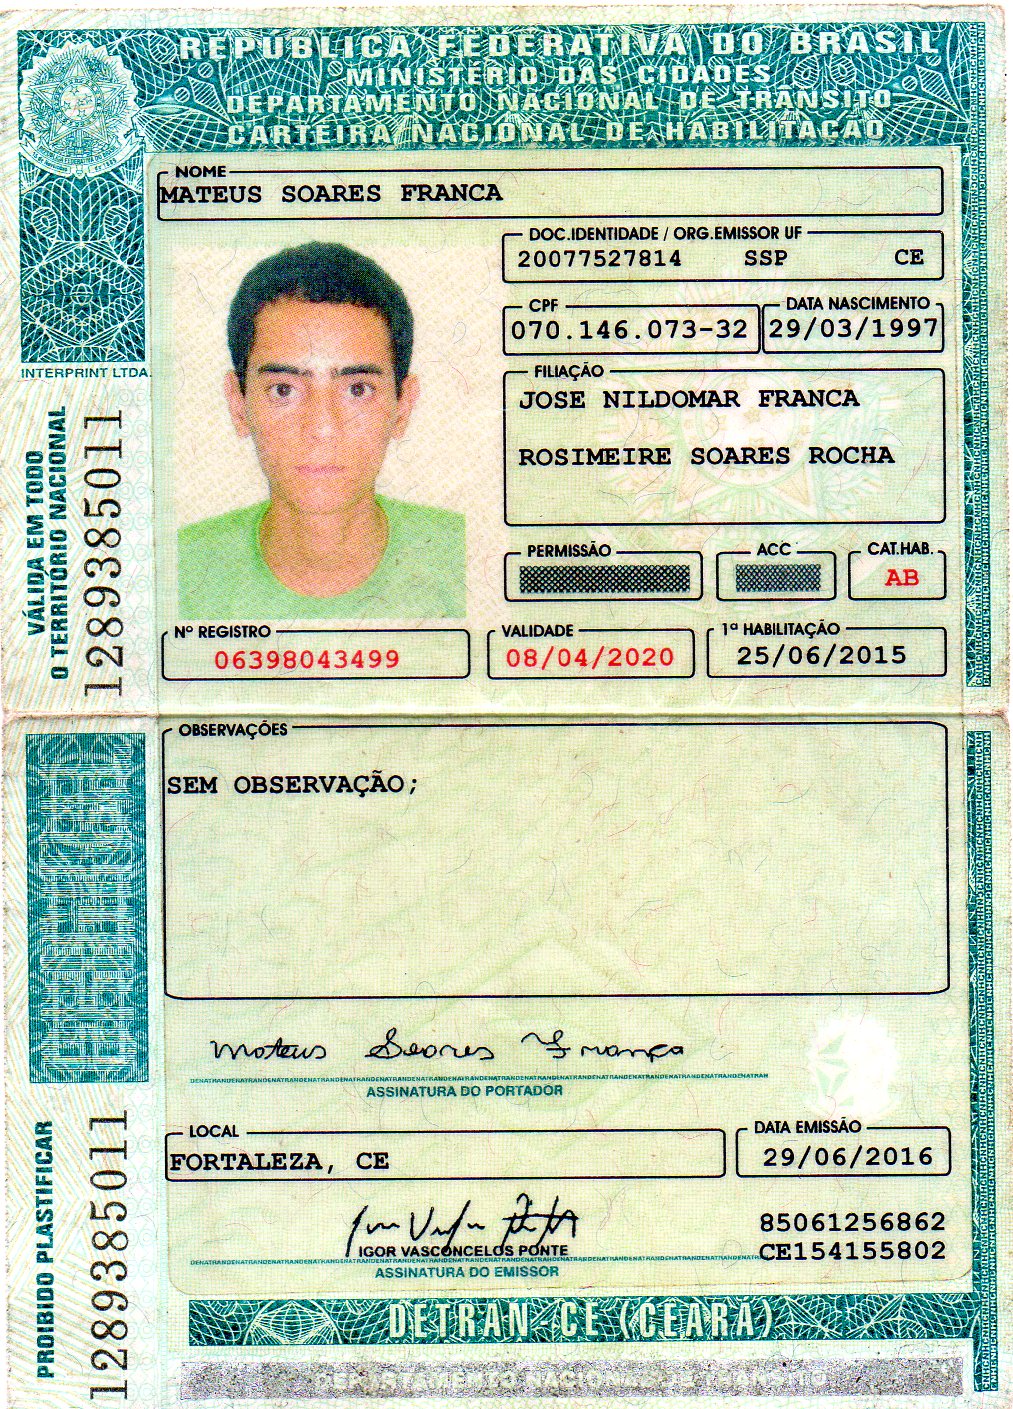 REPÚBLICA FEDERATIVA DO BRASIL
MINISTÉRIO DAS CIDADES
DEPARTAMENTO NACIONAL DE TRÂNSITO
CARTEIRA NACIONAL DE HABILITAÇÃO
NOME
MATEUS SOARES FRANCA
DOC.IDENTIDADE / ORG.EMISSOR UF
20077527814 SSP CE
CPF DATA NASCIMENTO
070.146.073-32 29/03/1997
FILIAÇÃO
JOSE NILDOMAR FRANCA
ROSIMEIRE SOARES ROCHA
PERMISSÃO ACC CAT.HAB.
AB
Nº REGISTRO VALIDADE 1ª HABILITAÇÃO
06398043499 08/04/2020 25/06/2015
INTERPRINT LTDA.
VÁLIDA EM TODO
O TERRITÓRIO NACIONAL
1289385011
OBSERVAÇÕES
SEM OBSERVAÇÃO;
Mateus Soares França
ASSINATURA DO PORTADOR
LOCAL DATA EMISSÃO
FORTALEZA, CE 29/06/2016
IGOR VASCONCELOS PONTE
ASSINATURA DO EMISSOR
85061256862
CE154155802
PROIBIDO PLASTIFICAR
1289385011
DETRAN-CE (CEARA)
DEPARTAMENTO NACIONAL DE TRANSITO